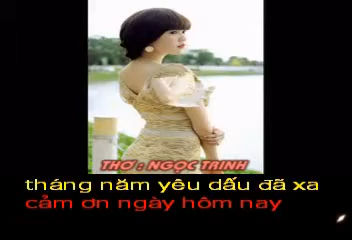 THƠ : NGỌC TRINH
tháng năm yêu dấu đã xa
cảm ơn ngày hôm nay